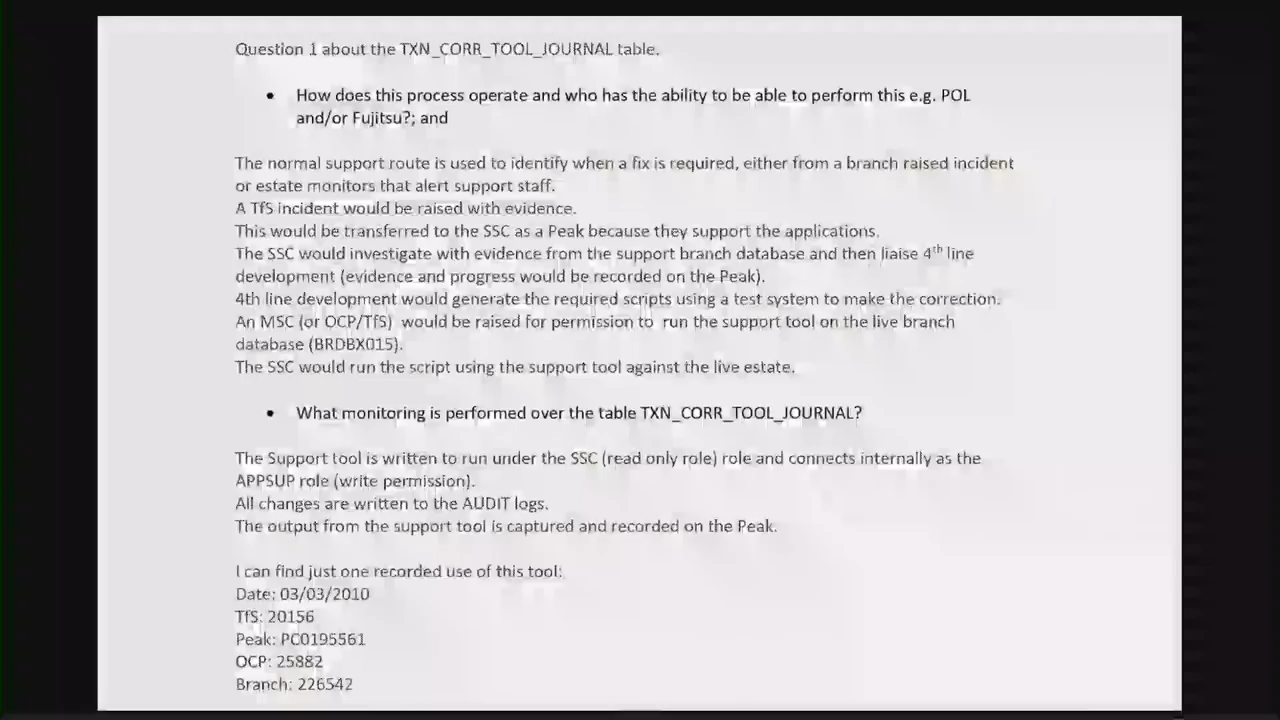 Question 1 about the TXN_CORR_TOOL_JOURNAL table.
• How does this process operate and who has the ability to be able to perform this e.g. POL
and/or Fujitsu?; and
The normal support route is used to identify when a fix is required, either from a branch raised incident
or estate monitors that alert support staff.
A TfS incident would be raised with evidence.
This would be transferred to the SSC as a Peak because they support the applications.
The SSC would investigate with evidence from the support branch database and then liaise 4th line
development (evidence and progress would be recorded on the Peak).
4th line development would generate the required scripts using a test system to make the correction.
An MSC (or OCP/TfS) would be raised for permission to run the support tool on the live branch
database (BRDBX015).
The SSC would run the script using the support tool against the live estate.
• What monitoring is performed over the table TXN_CORR_TOOL_JOURNAL?
The Support tool is written to run under the SSC (read only role) role and connects internally as the
APPSUP role (write permission).
All changes are written to the AUDIT logs.
The output from the support tool is captured and recorded on the Peak.
I can find just one recorded use of this tool:
Date: 03/03/2010
TfS: 20156
Peak: PC0195561
OCP: 25882
Branch: 226542